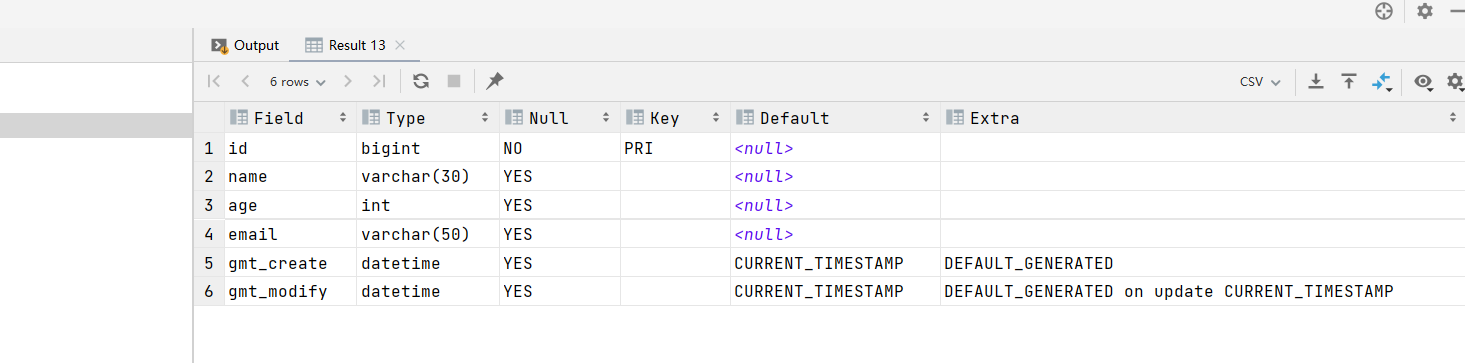 Output Result 13
6 rows CSV
Field Type Null Key Default Extra
1 id bigint NO PRI <null>
2 name varchar(30) YES <null>
3 age int YES <null>
4 email varchar(50) YES <null>
5 gmt_create datetime YES CURRENT_TIMESTAMP DEFAULT_GENERATED
6 gmt_modify datetime YES CURRENT_TIMESTAMP DEFAULT_GENERATED on update CURRENT_TIMESTAMP